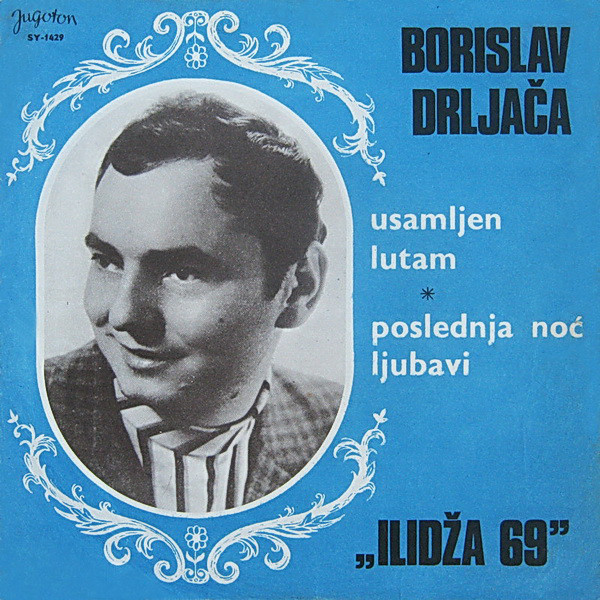 Jugoton
SY-1429
BORISLAV
DRLJAČA
usamljen
lutam
*
poslednja noć
ljubavi
„ILIDŽA 69”